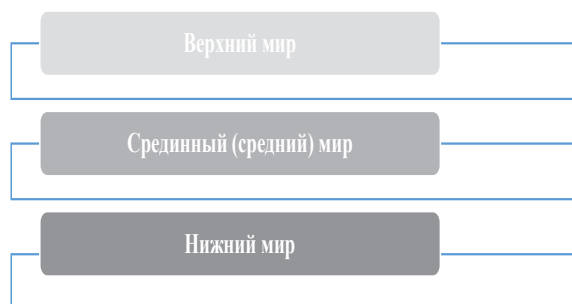 Верхний мир
Срединный (средний) мир
Нижний мир